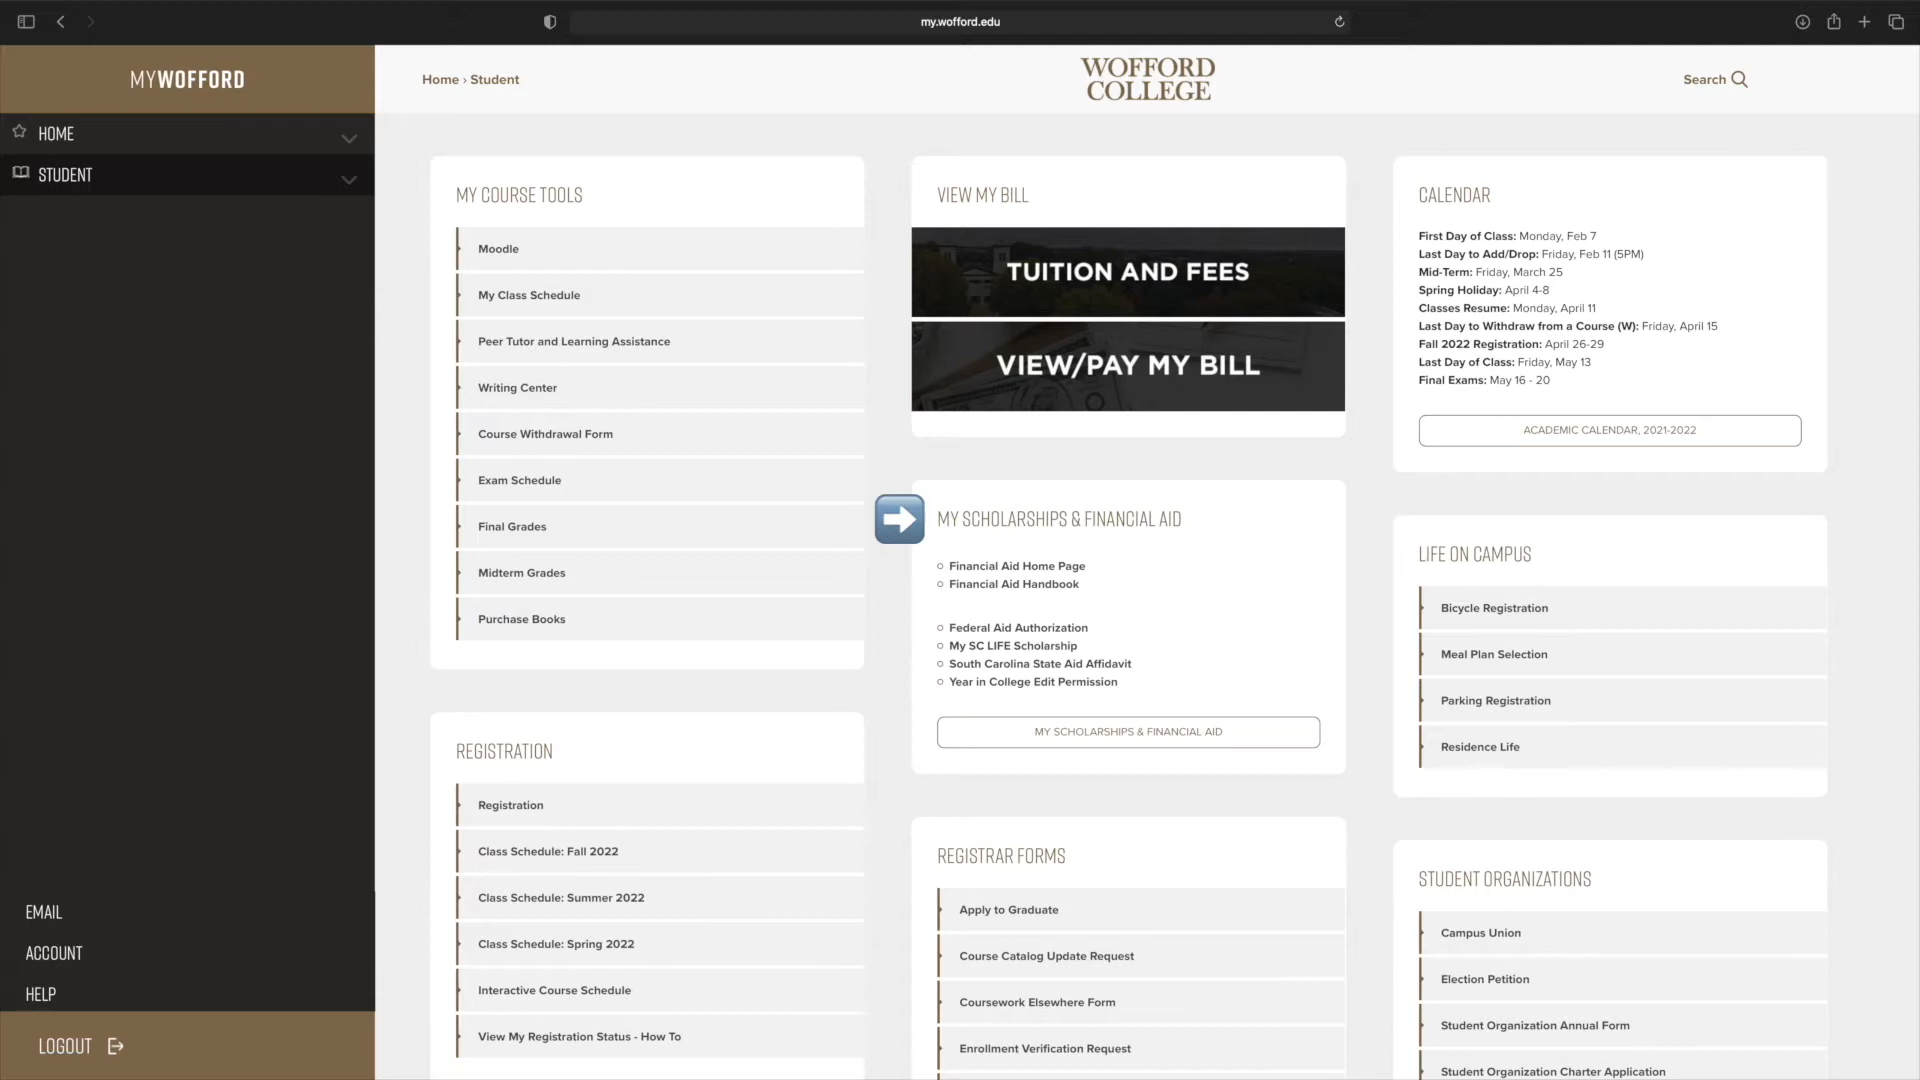 my.wofford.edu
MYWOFFORD
HOME
STUDENT
EMAIL
ACCOUNT
HELP
LOGOUT
Home › Student
WOFFORD
COLLEGE
Search
MY COURSE TOOLS
Moodle
My Class Schedule
Peer Tutor and Learning Assistance
Writing Center
Course Withdrawal Form
Exam Schedule
Final Grades
Midterm Grades
Purchase Books
REGISTRATION
Registration
Class Schedule: Fall 2022
Class Schedule: Summer 2022
Class Schedule: Spring 2022
Interactive Course Schedule
View My Registration Status - How To
VIEW MY BILL
TUITION AND FEES
VIEW/PAY MY BILL
MY SCHOLARSHIPS & FINANCIAL AID
Financial Aid Home Page
Financial Aid Handbook
Federal Aid Authorization
My SC LIFE Scholarship
South Carolina State Aid Affidavit
Year in College Edit Permission
MY SCHOLARSHIPS & FINANCIAL AID
REGISTRAR FORMS
Apply to Graduate
Course Catalog Update Request
Coursework Elsewhere Form
Enrollment Verification Request
CALENDAR
First Day of Class: Monday, Feb 7
Last Day to Add/Drop: Friday, Feb 11 (5PM)
Mid-Term: Friday, March 25
Spring Holiday: April 4-8
Classes Resume: Monday, April 11
Last Day to Withdraw from a Course (W): Friday, April 15
Fall 2022 Registration: April 26-29
Last Day of Class: Friday, May 13
Final Exams: May 16 - 20
ACADEMIC CALENDAR, 2021-2022
LIFE ON CAMPUS
Bicycle Registration
Meal Plan Selection
Parking Registration
Residence Life
STUDENT ORGANIZATIONS
Campus Union
Election Petition
Student Organization Annual Form
Student Organization Charter Application